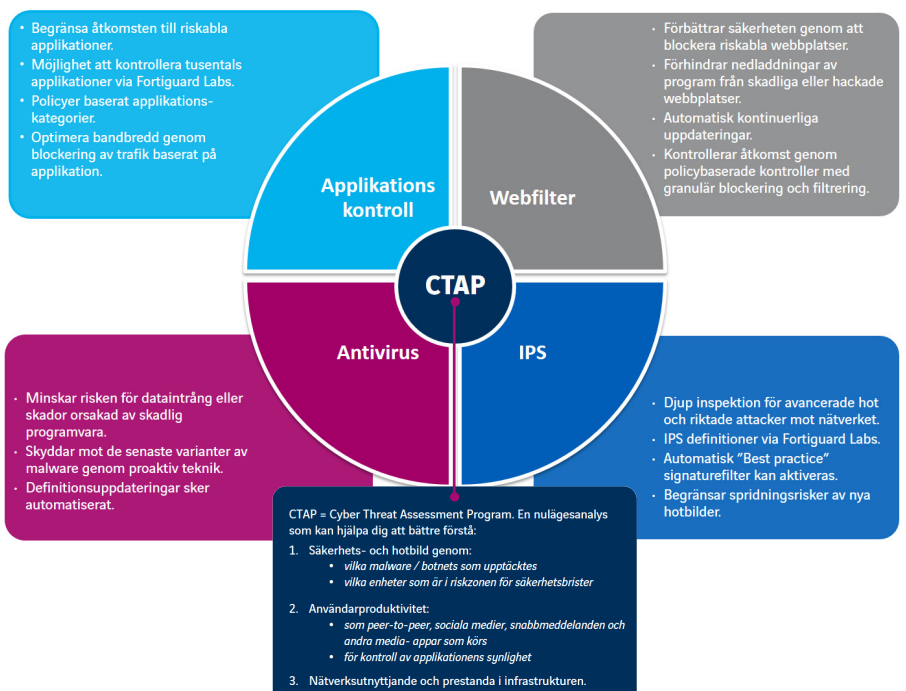 • Begränsa åtkomsten till riskabla
applikationer.
• Möjlighet att kontrollera tusentals
applikationer via Fortiguard Labs.
• Policyer baserat applikations-
kategorier.
• Optimera bandbredd genom
blockering av trafik baserat på
applikation.
• Förbättrar säkerheten genom att
blockera riskabla webbplatser.
• Förhindrar nedladdningar av
program från skadliga eller hackade
webbplatser.
• Automatisk kontinuerliga
uppdateringar.
• Kontrollerar åtkomst genom
policybaserade kontroller med
granulär blockering och filtrering.
Applikations
kontroll
Webfilter
CTAP
Antivirus
IPS
• Minskar risken för dataintrång eller
skador orsakad av skadlig
programvara.
• Skyddar mot de senaste varianter av
malware genom proaktiv teknik.
• Definitionsuppdateringar sker
automatiserat.
• Djup inspektion för avancerade hot
och riktade attacker mot nätverket.
• IPS definitioner via Fortiguard Labs.
• Automatisk ”Best practice”
signaturefilter kan aktiveras.
• Begränsar spridningsrisker av nya
hotbilder.
CTAP = Cyber Threat Assessment Program. En nulägesanalys
som kan hjälpa dig att bättre förstå:
1. Säkerhets- och hotbild genom:
• vilka malware / botnets som upptäcktes
• vilka enheter som är i riskzonen för säkerhetsbrister
2. Användarproduktivitet:
• som peer-to-peer, sociala medier, snabbmeddelanden och
andra media- appar som körs
• för kontroll av applikationens synlighet
3. Nätverksutnyttjande och prestanda i infrastrukturen.